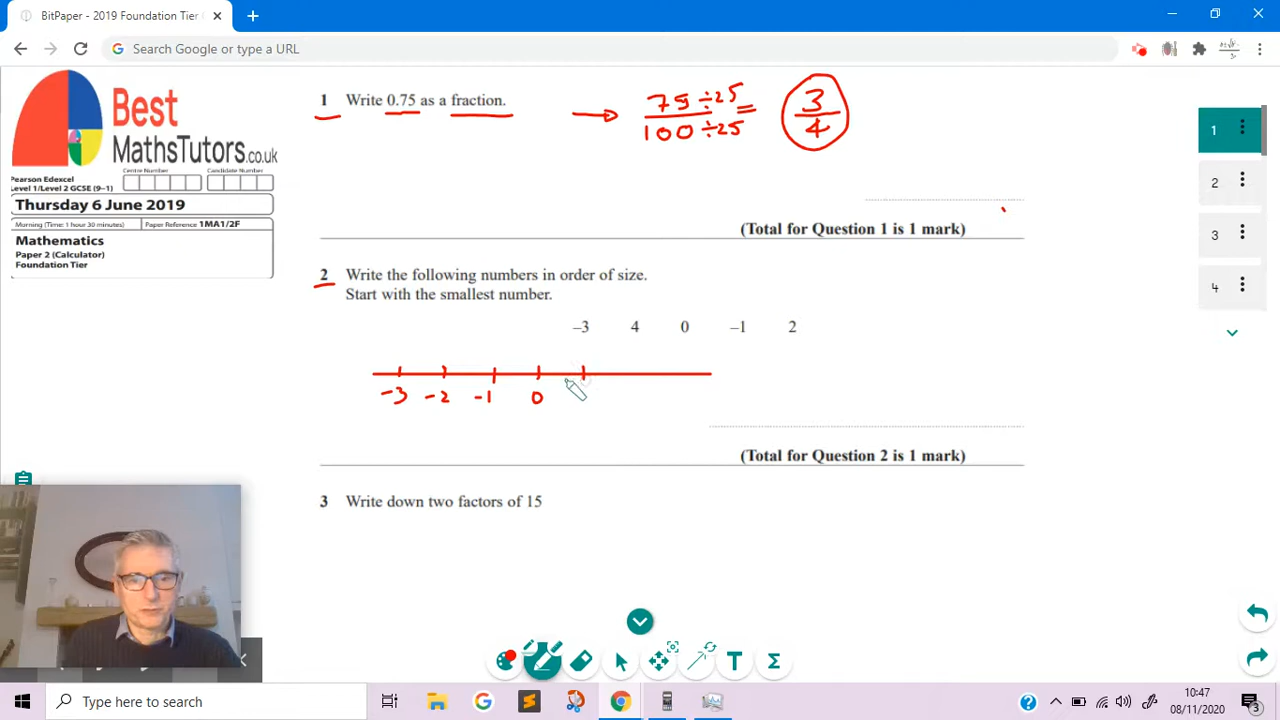 BitPaper - 2019 Foundation Tier
Search Google or type a URL
Best
MathsTutors.co.uk
Centre Number
Candidate Number
Pearson Edexcel
Level 1/Level 2 GCSE (9–1)
Thursday 6 June 2019
Morning (Time: 1 hour 30 minutes)
Paper Reference 1MA1/2F
Mathematics
Paper 2 (Calculator)
Foundation Tier
1 Write 0.75 as a fraction.
75 ÷25
100 ÷25
=
3
4
(Total for Question 1 is 1 mark)
2 Write the following numbers in order of size.
Start with the smallest number.
–3 4 0 –1 2
-3 -2 -1 0
(Total for Question 2 is 1 mark)
3 Write down two factors of 15
1
2
3
4
T
Σ
Type here to search
10:47
08/11/2020
3